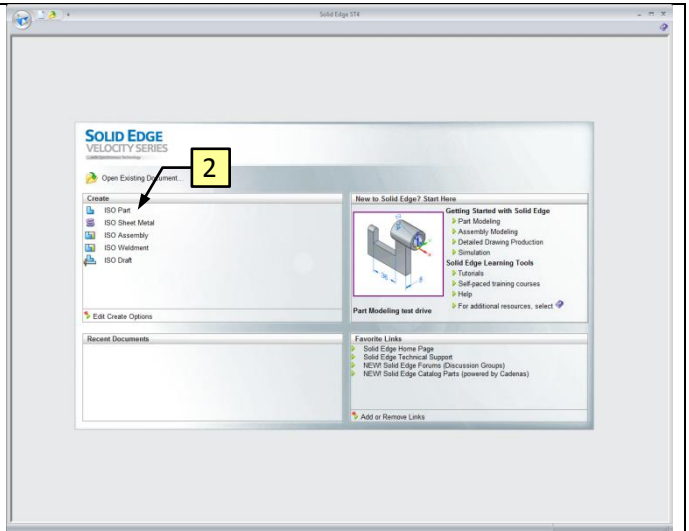 Solid Edge ST4
SOLID EDGE
VELOCITY SERIES
Open Existing Document...
2
Create
ISO Part
ISO Sheet Metal
ISO Assembly
ISO Weldment
ISO Draft
Edit Create Options
New to Solid Edge? Start Here
Getting Started with Solid Edge
Part Modeling
Assembly Modeling
Detailed Drawing Production
Simulation
Solid Edge Learning Tools
Tutorials
Self-paced training courses
Help
For additional resources, select
Part Modeling test drive
Recent Documents
Favorite Links
Solid Edge Home Page
Solid Edge Technical Support
NEW! Solid Edge Forums (Discussion Groups)
NEW! Solid Edge Catalog Parts (powered by Cadenas)
Add or Remove Links